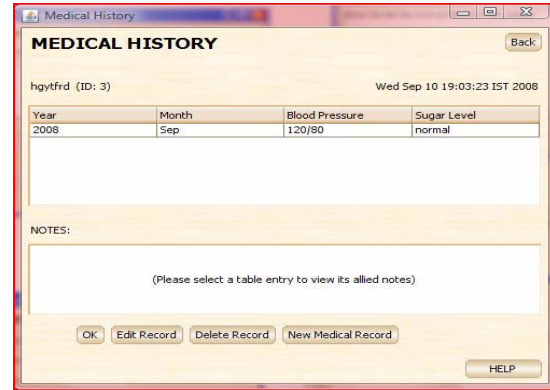 Medical History
MEDICAL HISTORY Back
hgytfrd (ID: 3) Wed Sep 10 19:03:23 IST 2008
Year Month Blood Pressure Sugar Level
2008 Sep 120/80 normal
NOTES:
(Please select a table entry to view its allied notes)
OK Edit Record Delete Record New Medical Record
HELP